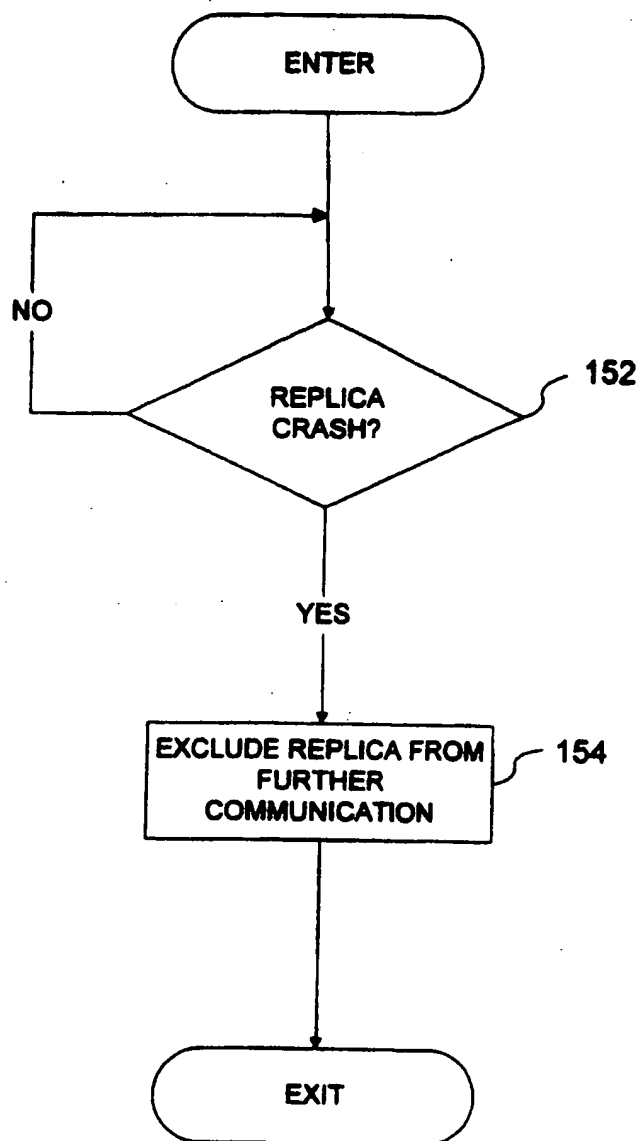 ENTER
NO
REPLICA
CRASH?
152
YES
EXCLUDE REPLICA FROM
FURTHER
COMMUNICATION
154
EXIT